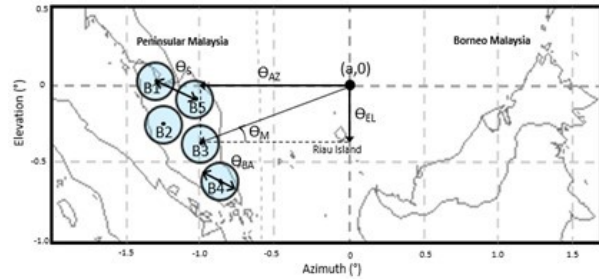 0.5
Peninsular Malaysia
Borneo Malaysia
ΘS
ΘAZ
(a,0)
0
B1
B5
ΘEL
B2
B3
ΘM
Riau Island
-0.5
ΘBA
B4
-1.0
-1.5
-1.0
-0.5
0
0.5
1.0
1.5
Elevation (°)
Azimuth (°)